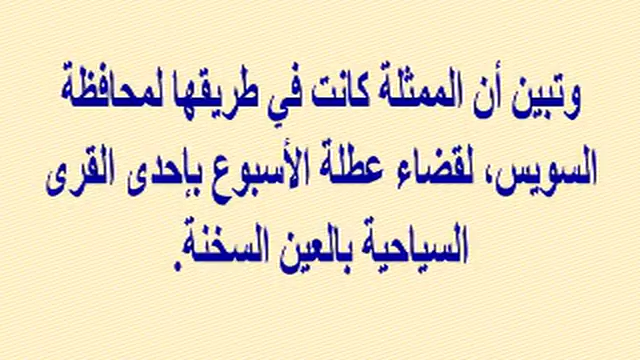 وتبين أن الممثلة كانت في طريقها لمحافظة
السويس، لقضاء عطلة الأسبوع بإحدى القرى
السياحية بالعين السخنة.